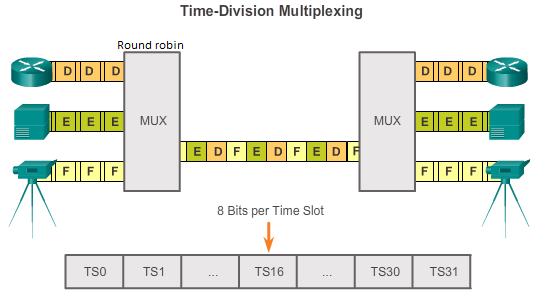 Time-Division Multiplexing
Round robin
D D D
D D D
E E E
MUX
MUX
E E E
E D F E D F E D F
F F F
F F F
8 Bits per Time Slot
TS0 TS1 ... TS16 ... TS30 TS31